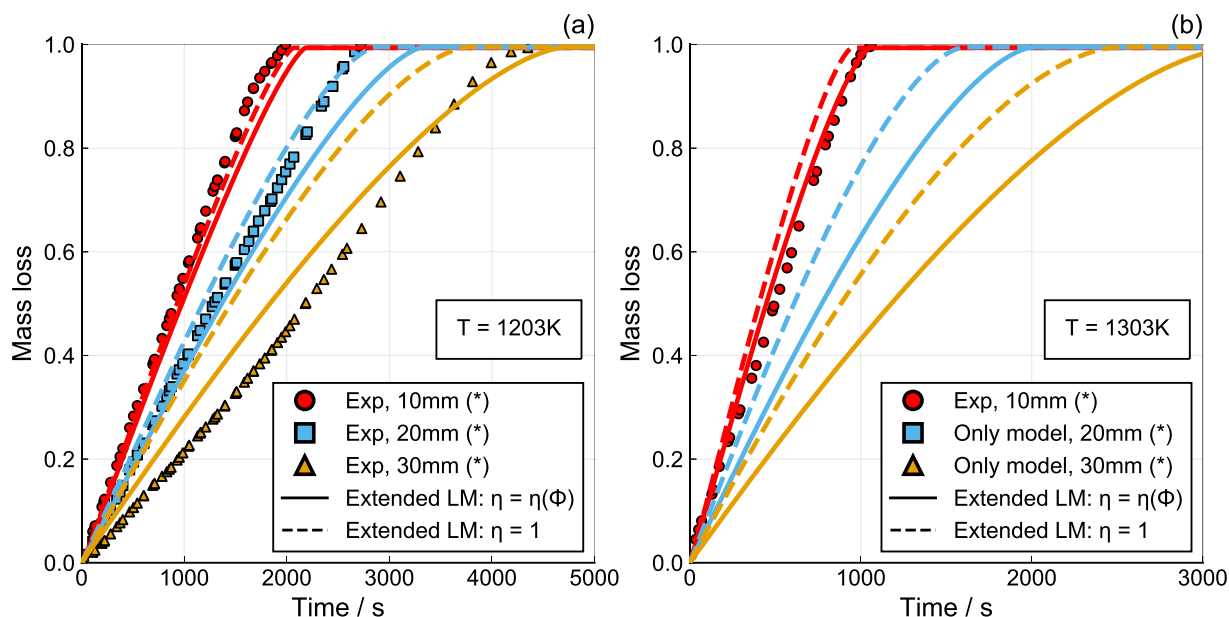 (a)
1.0
0.8
0.6
0.4
0.2
0.0
Mass loss
T = 1203K
Exp, 10mm (*)
Exp, 20mm (*)
Exp, 30mm (*)
Extended LM: η = η(Φ)
Extended LM: η = 1
0 1000 2000 3000 4000 5000
Time / s
(b)
1.0
0.8
0.6
0.4
0.2
0.0
Mass loss
T = 1303K
Exp, 10mm (*)
Only model, 20mm (*)
Only model, 30mm (*)
Extended LM: η = η(Φ)
Extended LM: η = 1
0 1000 2000 3000
Time / s